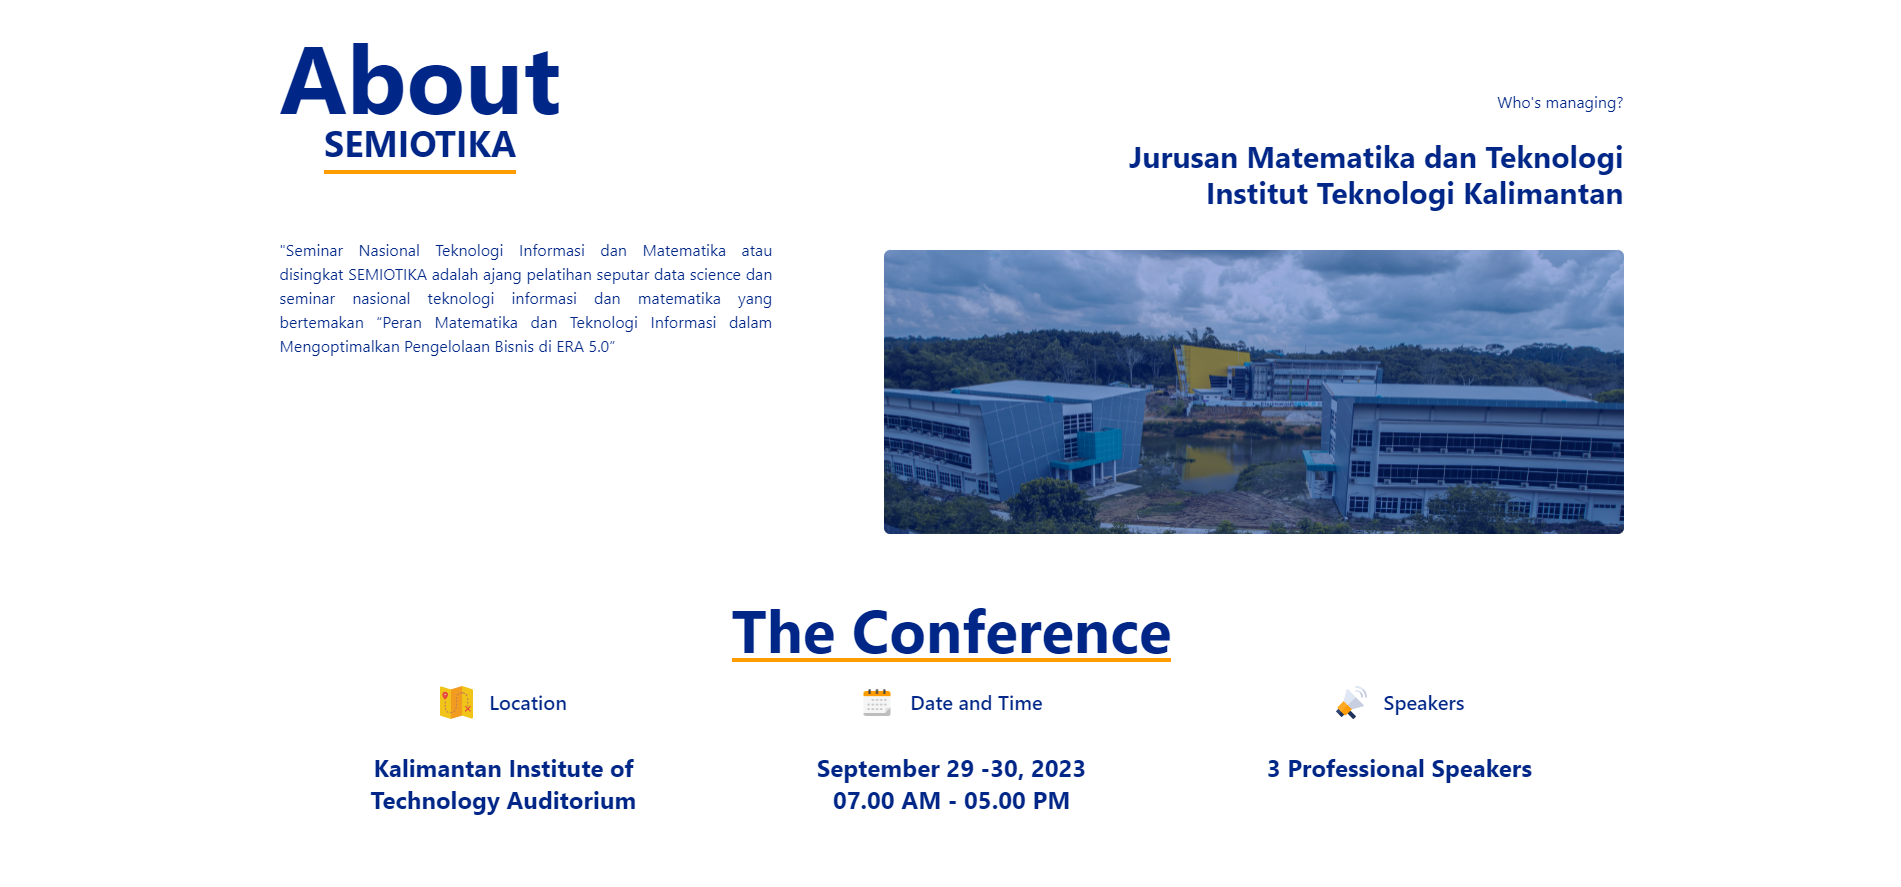 About
SEMIOTIKA
"Seminar Nasional Teknologi Informasi dan Matematika atau
disingkat SEMIOTIKA adalah ajang pelatihan seputar data science dan
seminar nasional teknologi informasi dan matematika yang
bertemakan “Peran Matematika dan Teknologi Informasi dalam
Mengoptimalkan Pengelolaan Bisnis di ERA 5.0”
Who's managing?
Jurusan Matematika dan Teknologi
Institut Teknologi Kalimantan
The Conference
Location
Kalimantan Institute of
Technology Auditorium
Date and Time
September 29 -30, 2023
07.00 AM - 05.00 PM
Speakers
3 Professional Speakers